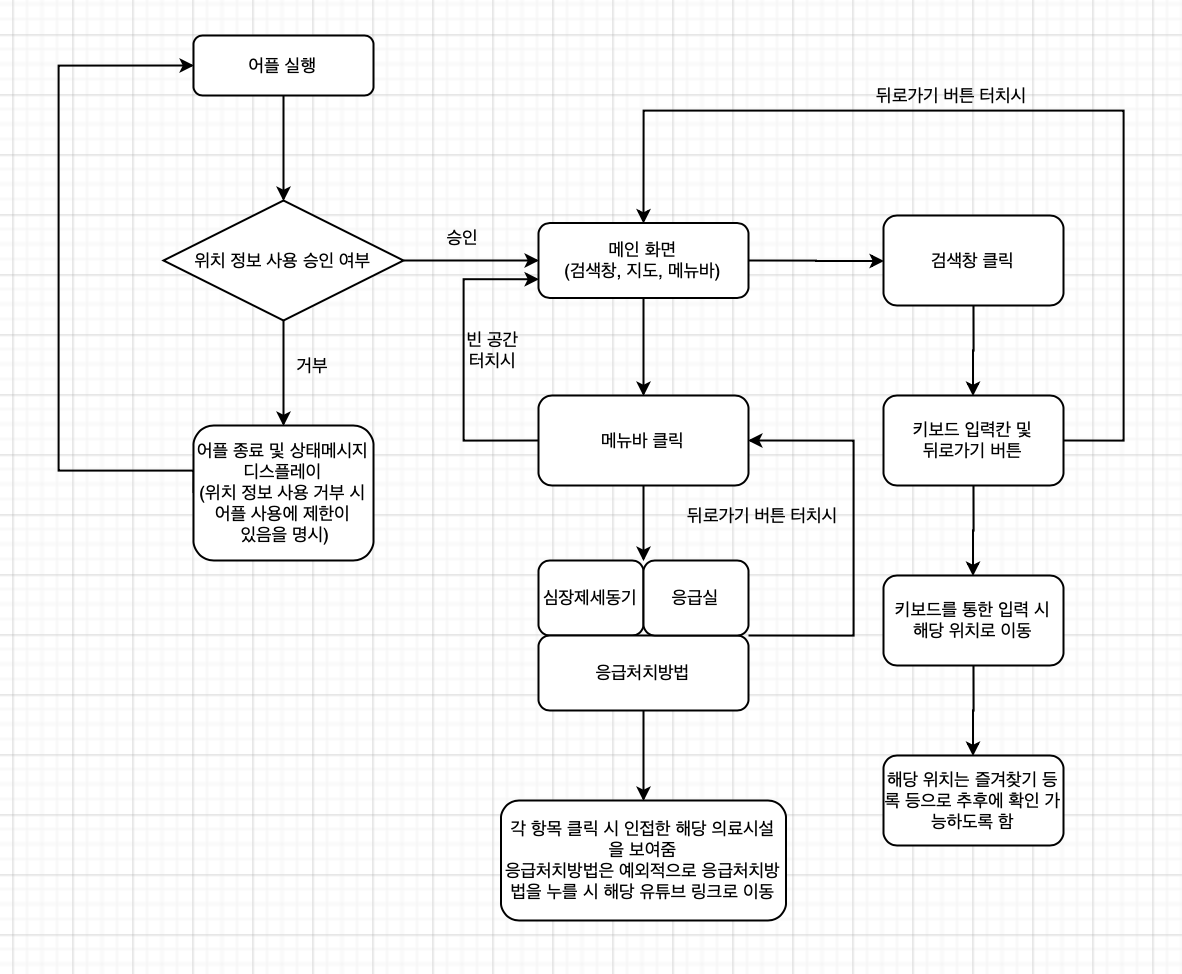 어플 실행
위치 정보 사용 승인 여부
승인
거부
어플 종료 및 상태메시지
디스플레이
(위치 정보 사용 거부 시
어플 사용에 제한이
있음을 명시)
뒤로가기 버튼 터치시
메인 화면
(검색창, 지도, 메뉴바)
빈 공간
터치시
메뉴바 클릭
뒤로가기 버튼 터치시
심장제세동기
응급실
응급처치방법
각 항목 클릭 시 인접한 해당 의료시설
을 보여줌
응급처치방법은 예외적으로 응급처치방
법을 누를 시 해당 유튜브 링크로 이동
검색창 클릭
키보드 입력칸 및
뒤로가기 버튼
키보드를 통한 입력 시
해당 위치로 이동
해당 위치는 즐겨찾기 등
록 등으로 추후에 확인 가
능하도록 함